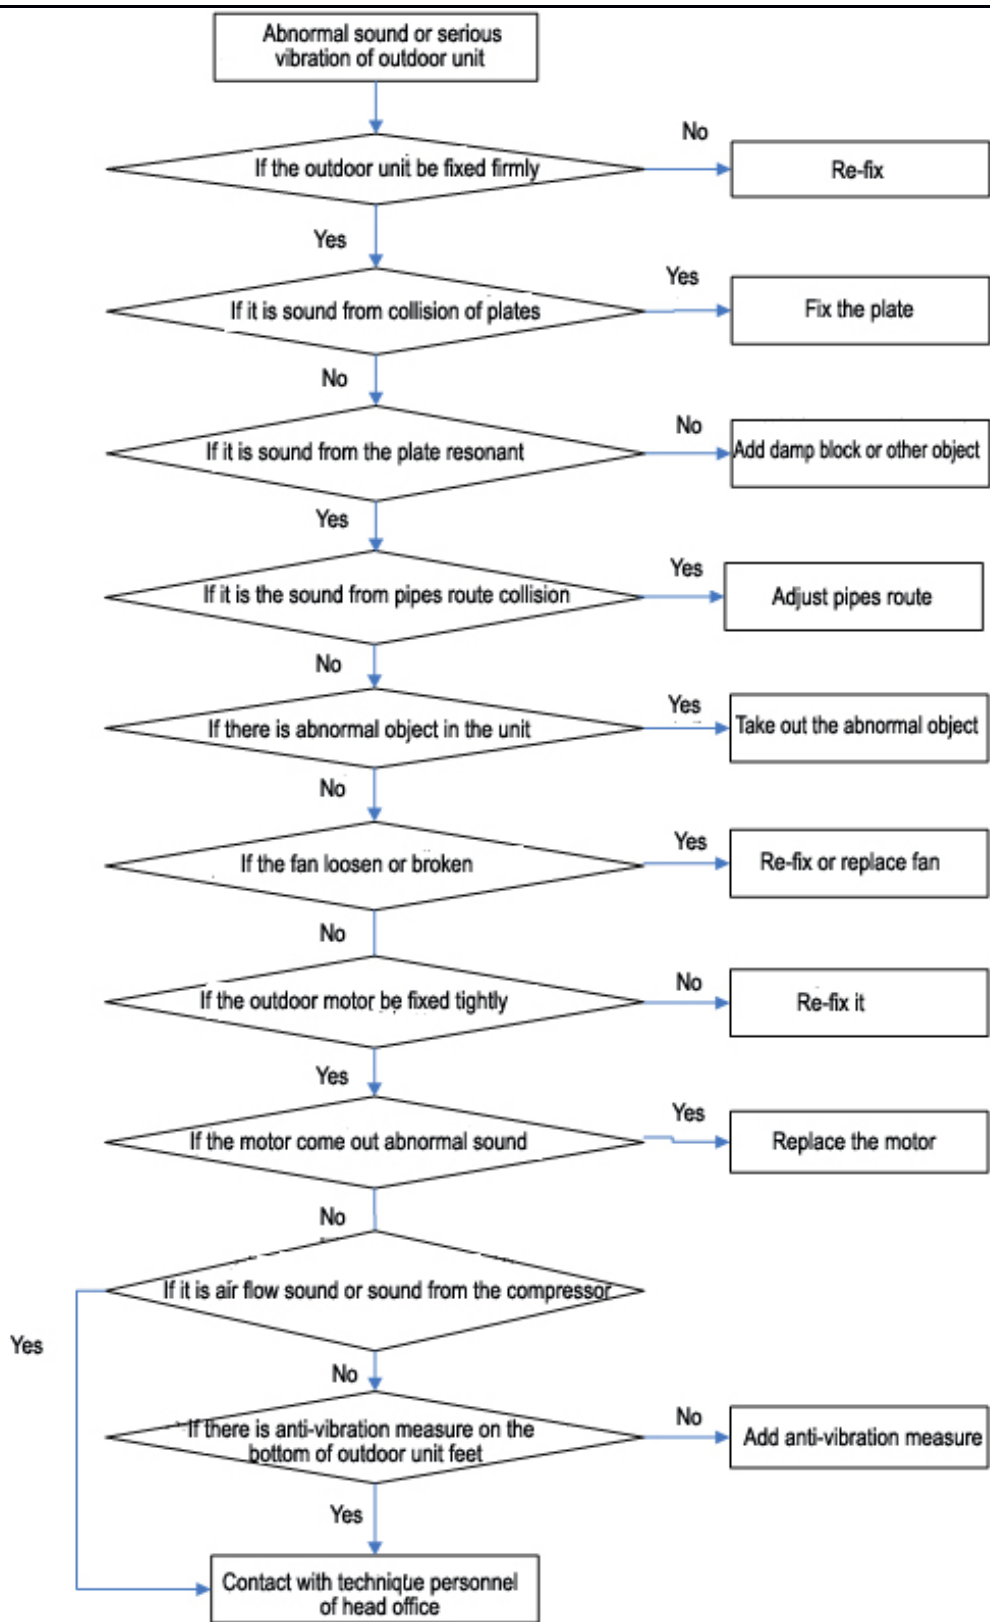 Abnormal sound or serious
vibration of outdoor unit
No
If the outdoor unit be fixed firmly
Re-fix
Yes
Yes
If it is sound from collision of plates
Fix the plate
No
No
If it is sound from the plate resonant
Add damp block or other object
Yes
Yes
If it is the sound from pipes route collision
Adjust pipes route
No
Yes
If there is abnormal object in the unit
Take out the abnormal object
No
Yes
If the fan loosen or broken
Re-fix or replace fan
No
No
If the outdoor motor be fixed tightly
Re-fix it
Yes
Yes
If the motor come out abnormal sound
Replace the motor
No
If it is air flow sound or sound from the compressor
Yes
No
No
If there is anti-vibration measure on the
bottom of outdoor unit feet
Add anti-vibration measure
Yes
Contact with technique personnel
of head office